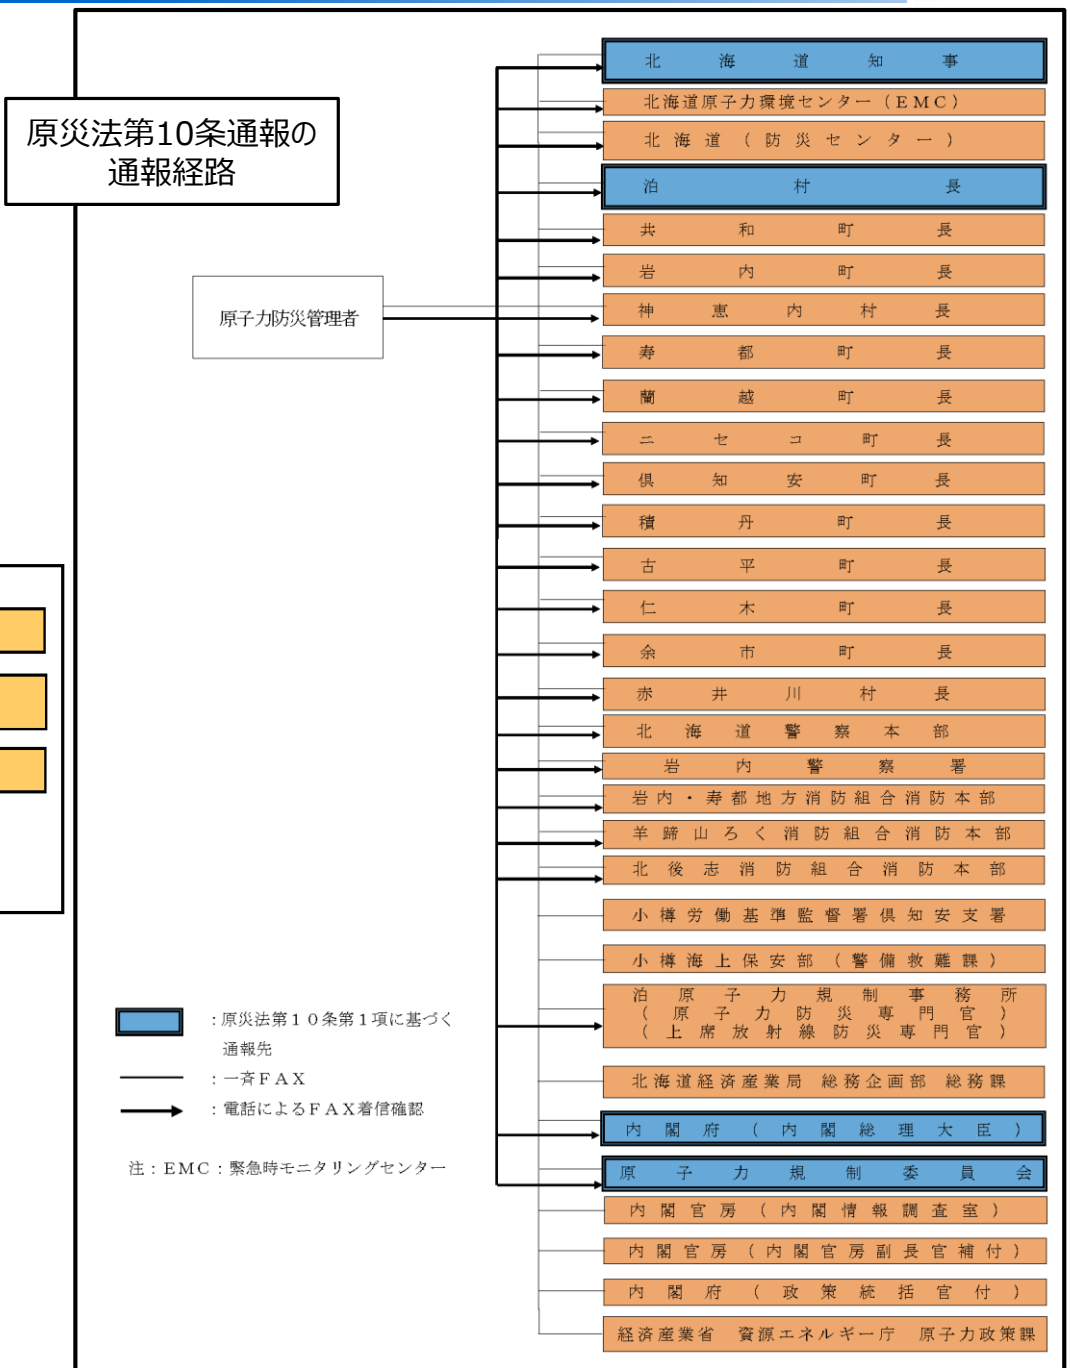 原災法第10条通報の
通報経路
原子力防災管理者
北海道知事
北海道原子力環境センター（ＥＭＣ）
北海道（防災センター）
泊村長
共和町長
岩内町長
神恵内村長
寿都町長
蘭越町長
ニセコ町長
倶知安町長
積丹町長
古平町長
仁木町長
余市町長
赤井川村長
北海道警察本部
岩内警察署
岩内・寿都地方消防組合消防本部
羊蹄山ろく消防組合消防本部
北後志消防組合消防本部
小樽労働基準監督署倶知安支署
小樽海上保安部（警備救難課）
泊原子力規制事務所
（原子力防災専門官）
（上席放射線防災専門官）
北海道経済産業局　総務企画部　総務課
内閣府（内閣総理大臣）
原子力規制委員会
内閣官房（内閣情報調査室）
内閣官房（内閣官房副長官補付）
内閣府（政策統括官付）
経済産業省　資源エネルギー庁　原子力政策課
：原災法第１０条第１項に基づく
通報先
：一斉ＦＡＸ
：電話によるＦＡＸ着信確認
注：ＥＭＣ：緊急時モニタリングセンター